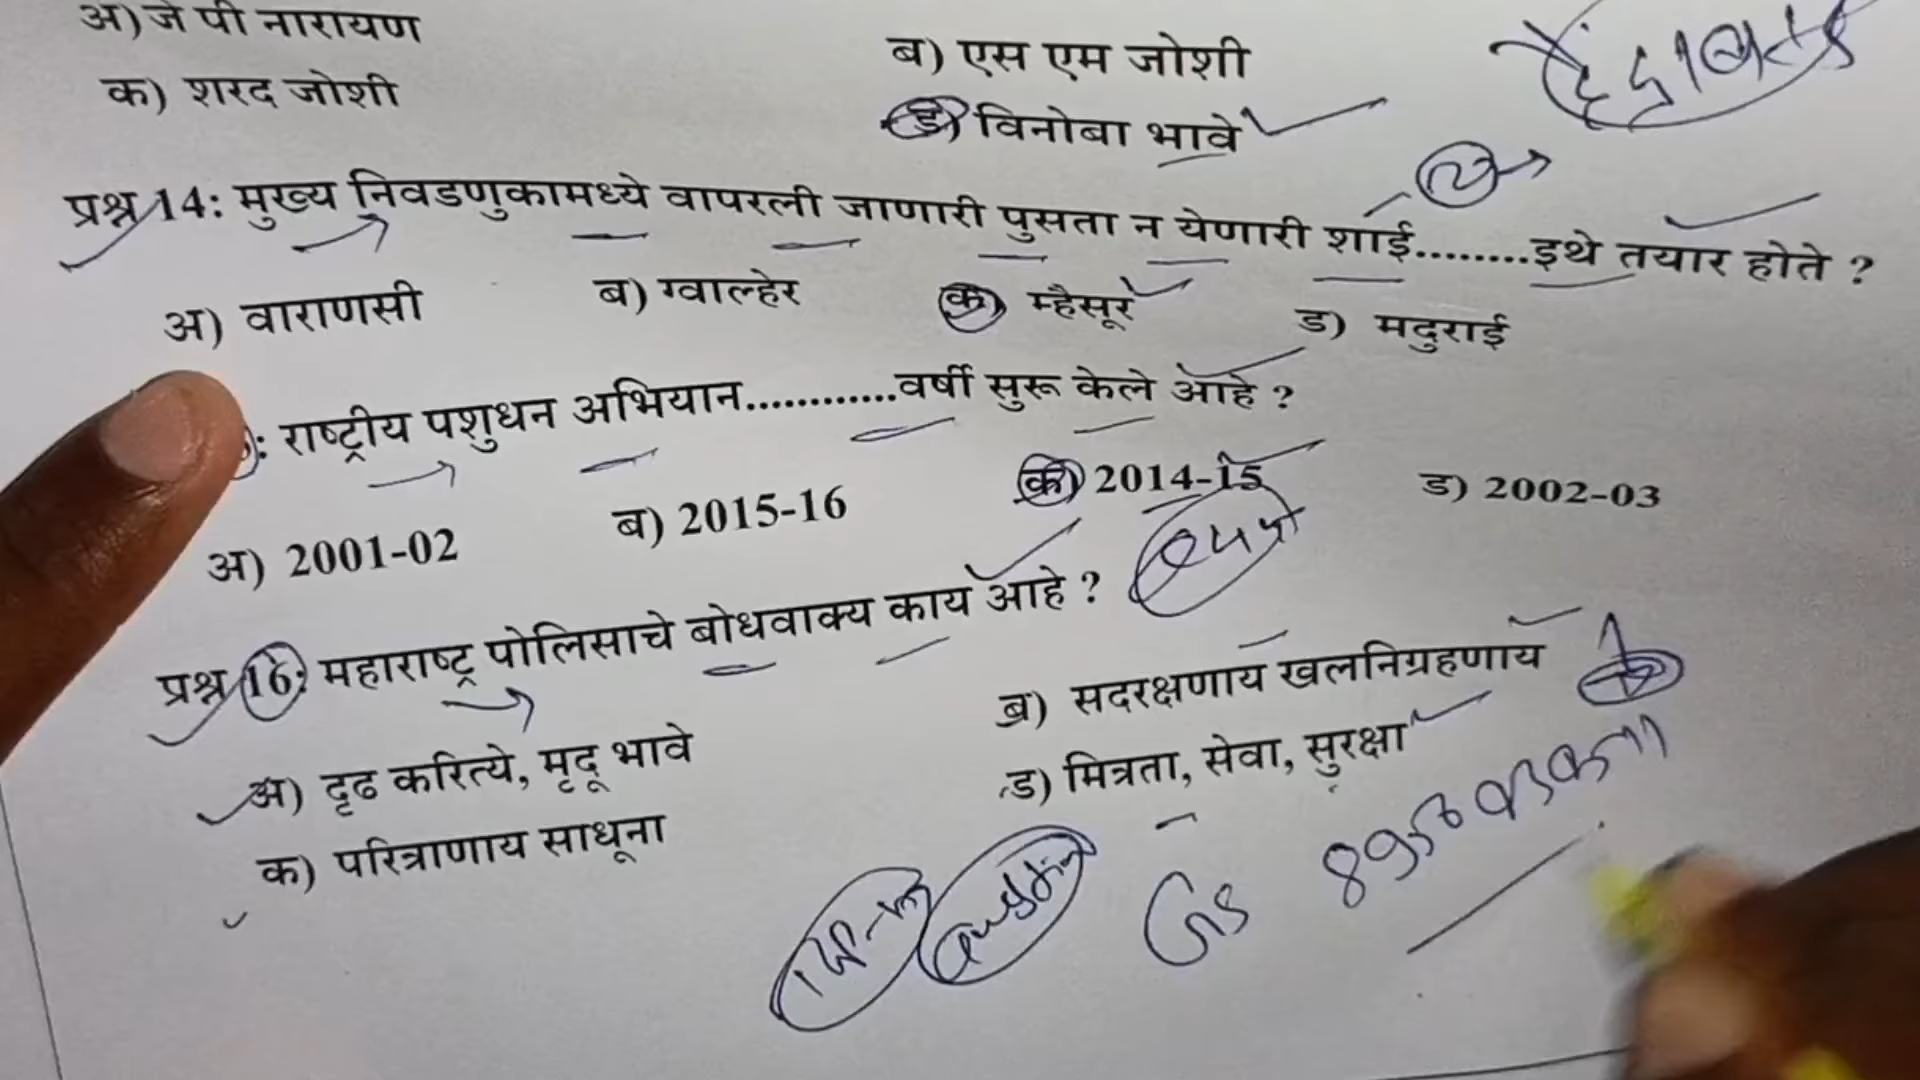 अ) जे पी नारायण
ब) एस एम जोशी
क) शरद जोशी
ड) विनोबा भावे
प्रश्न 14: मुख्य निवडणुकामध्ये वापरली जाणारी पुसता न येणारी शाई........इथे तयार होते ?
अ) वाराणसी ब) ग्वाल्हेर क) म्हैसूर ड) मदुराई
: राष्ट्रीय पशुधन अभियान............वर्षी सुरू केले आहे ?
अ) 2001-02 ब) 2015-16 क) 2014-15 ड) 2002-03
प्रश्न 16: महाराष्ट्र पोलिसाचे बोधवाक्य काय आहे ?
अ) दृढ करित्ये, मृदू भावे
ब) सदरक्षणाय खलनिग्रहणाय
क) परित्राणाय साधूना
ड) मित्रता, सेवा, सुरक्षा
Question
GS